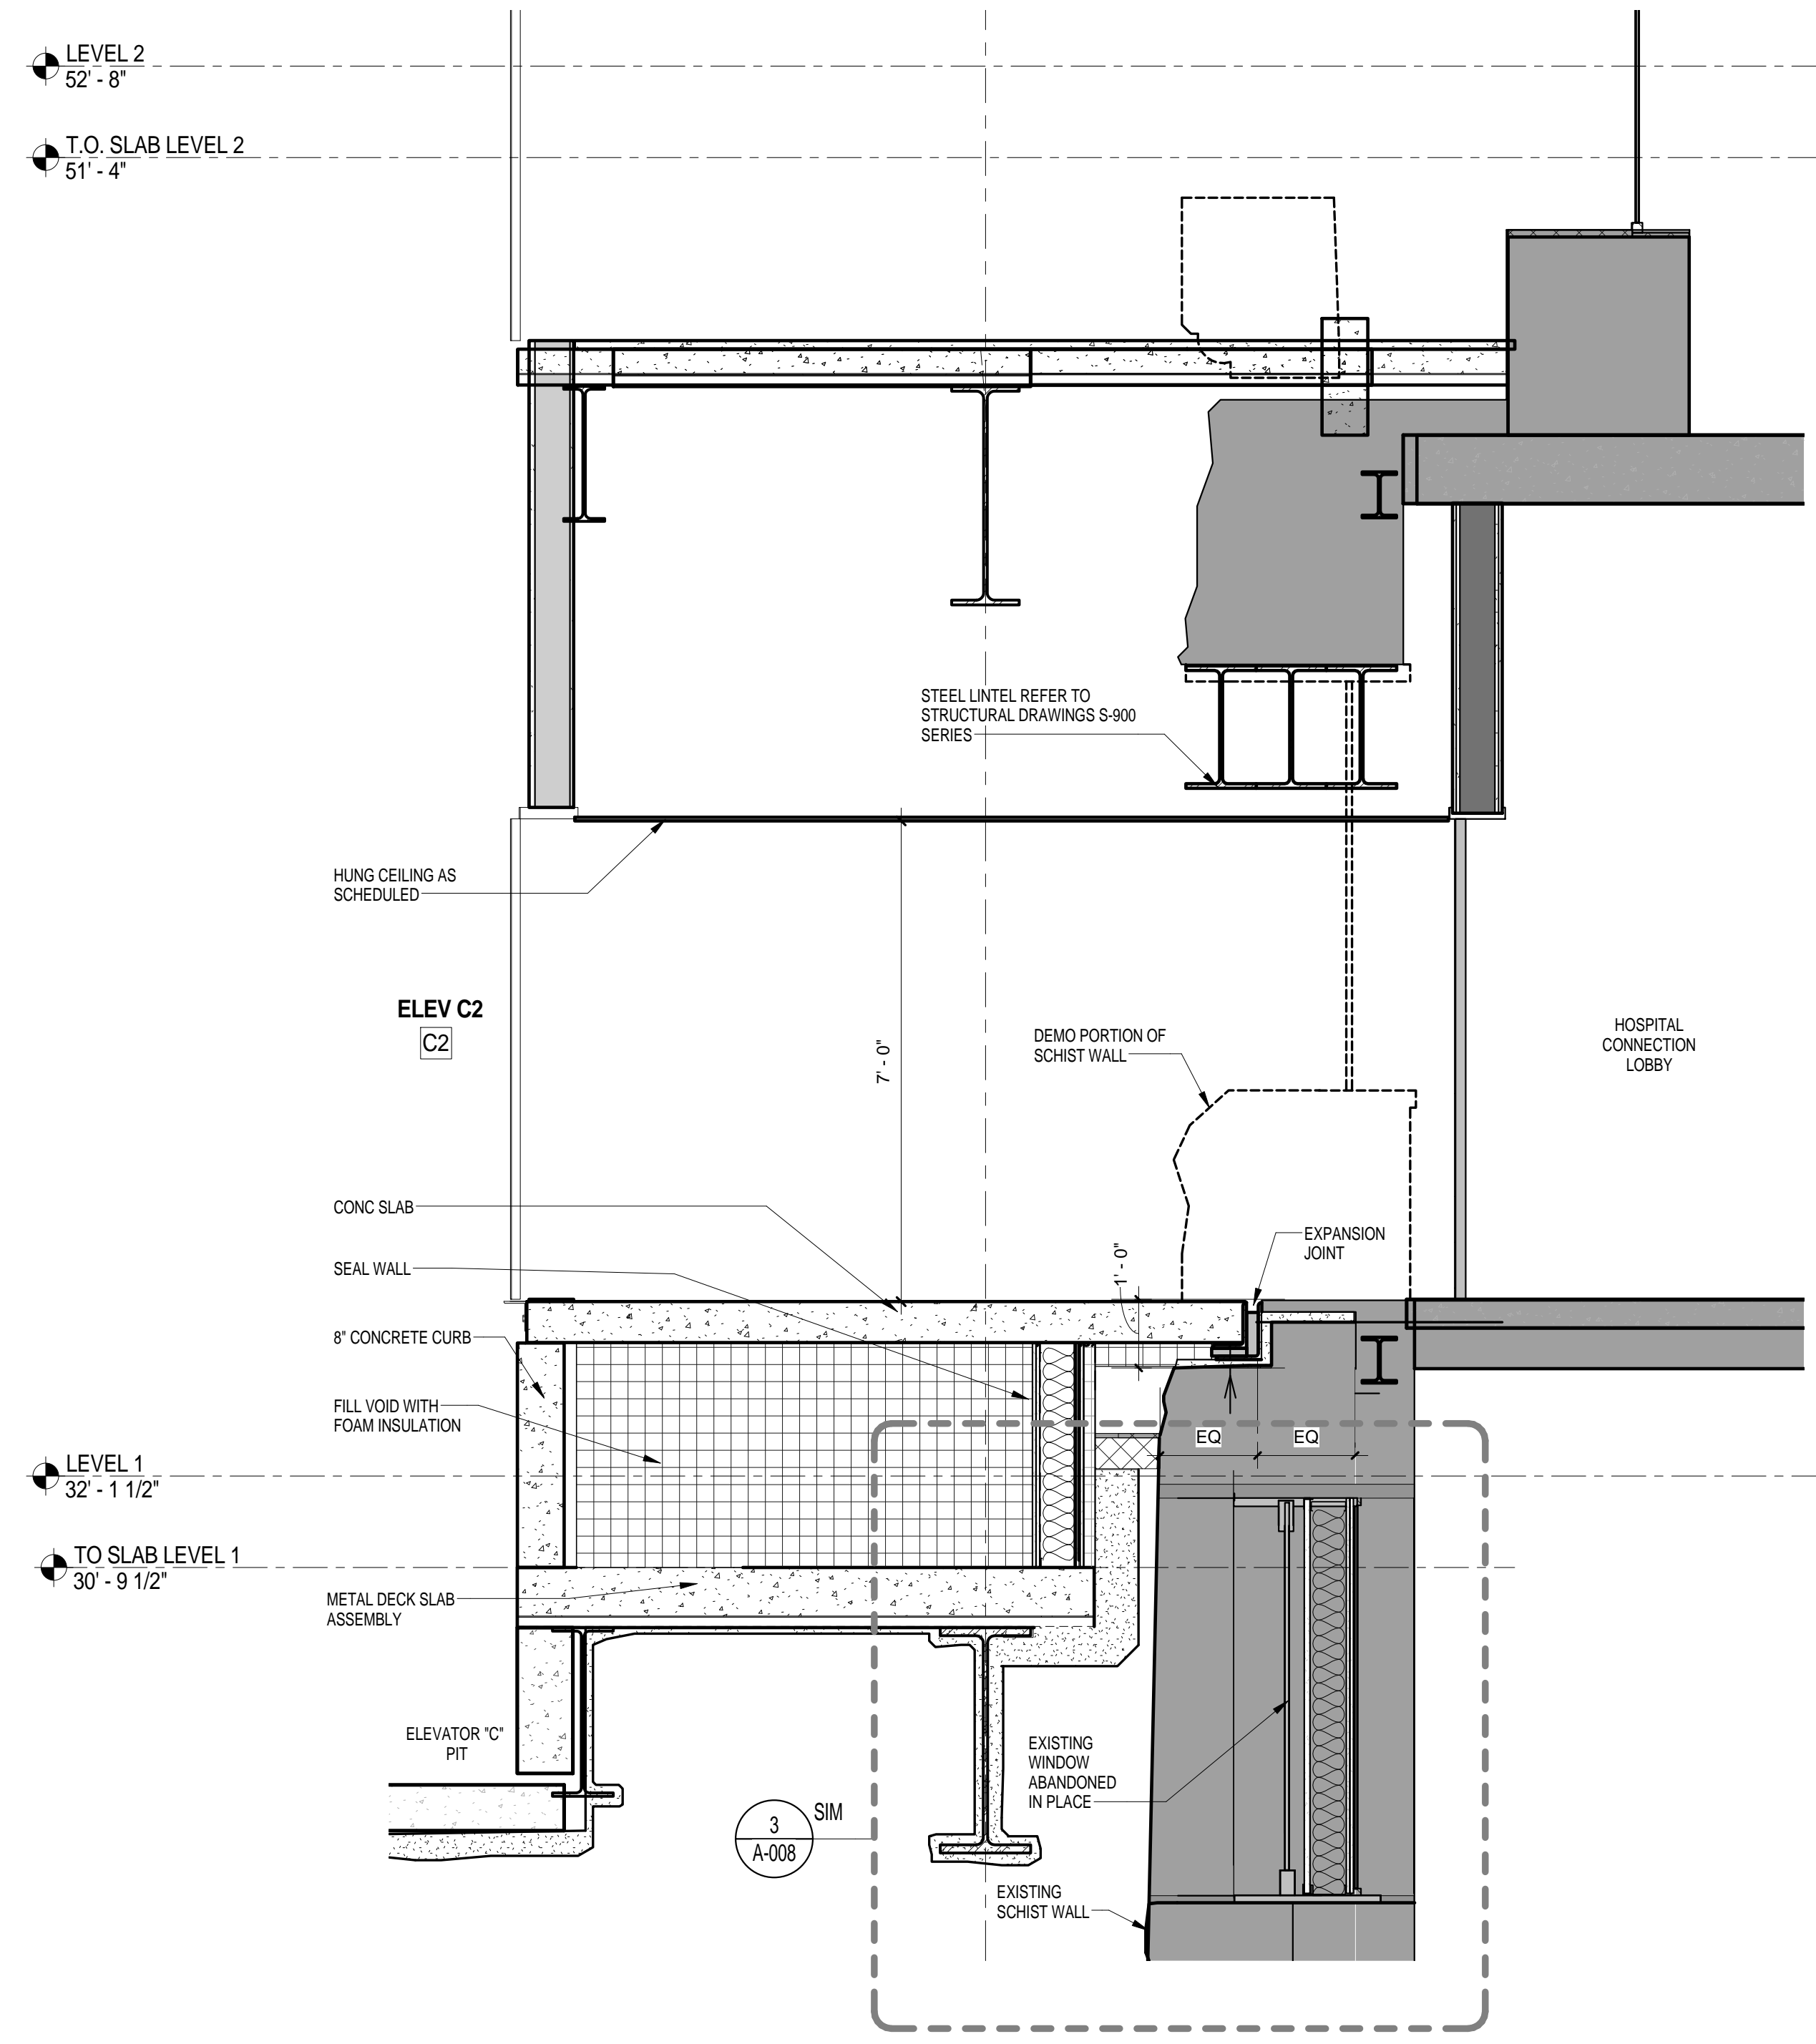 LEVEL 2
52' - 8"
T.O. SLAB LEVEL 2
51' - 4"
STEEL LINTEL REFER TO
STRUCTURAL DRAWINGS S-900
SERIES
HUNG CEILING AS
SCHEDULED
ELEV C2
C2
7' - 0"
DEMO PORTION OF
SCHIST WALL
HOSPITAL
CONNECTION
LOBBY
CONC SLAB
1' - 0"
EXPANSION
JOINT
SEAL WALL
8" CONCRETE CURB
FILL VOID WITH
FOAM INSULATION
EQ
EQ
LEVEL 1
32' - 1 1/2"
TO SLAB LEVEL 1
30' - 9 1/2"
METAL DECK SLAB
ASSEMBLY
ELEVATOR "C"
PIT
EXISTING
WINDOW
ABANDONED
IN PLACE
3
A-008
SIM
EXISTING
SCHIST WALL